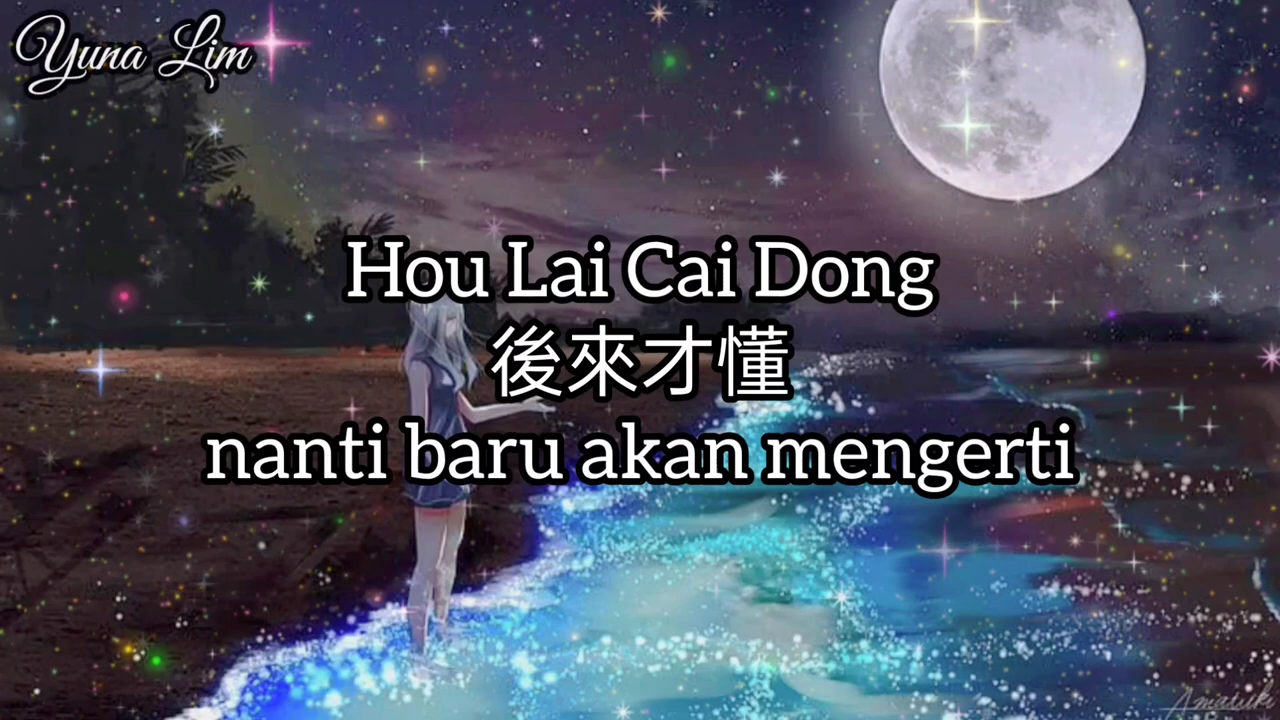 Yuna Lim
Hou Lai Cai Dong
後來才懂
nanti baru akan mengerti